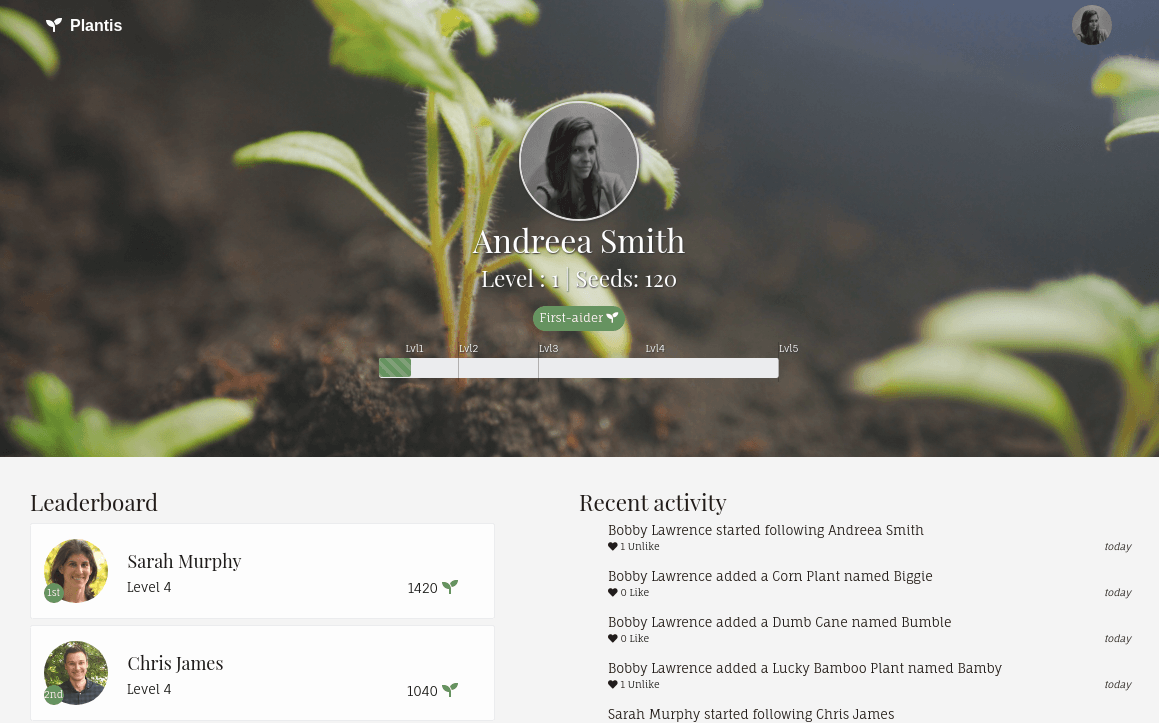 Plantis
Andreea Smith
Level : 1 | Seeds: 120
First-aider
Lvl1 Lvl2 Lvl3 Lvl4 Lvl5
Leaderboard
Sarah Murphy
Level 4
1420
1st
Chris James
Level 4
1040
2nd
Recent activity
Bobby Lawrence started following Andreea Smith
1 Unlike today
Bobby Lawrence added a Corn Plant named Biggie
0 Like today
Bobby Lawrence added a Dumb Cane named Bumble
0 Like today
Bobby Lawrence added a Lucky Bamboo Plant named Bamby
1 Unlike today
Sarah Murphy started following Chris James